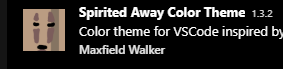 Spirited Away Color Theme 1.3.2
Color theme for VSCode inspired by
Maxfield Walker